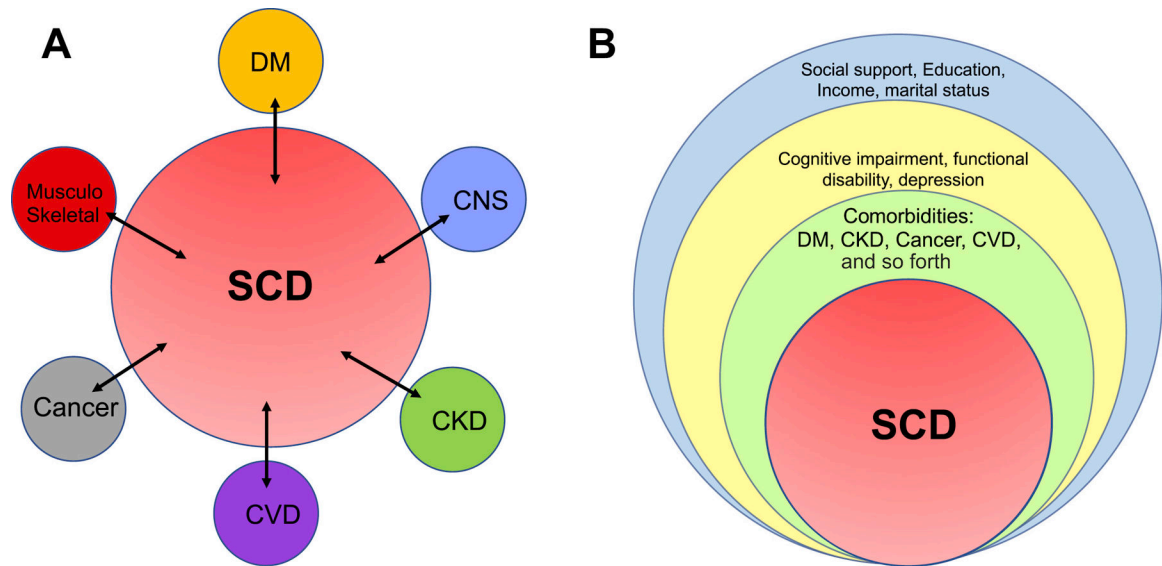 A
DM
Musculo
Skeletal
CNS
SCD
Cancer
CKD
CVD
B
Social support, Education,
Income, marital status
Cognitive impairment, functional
disability, depression
Comorbidities:
DM, CKD, Cancer, CVD,
and so forth
SCD